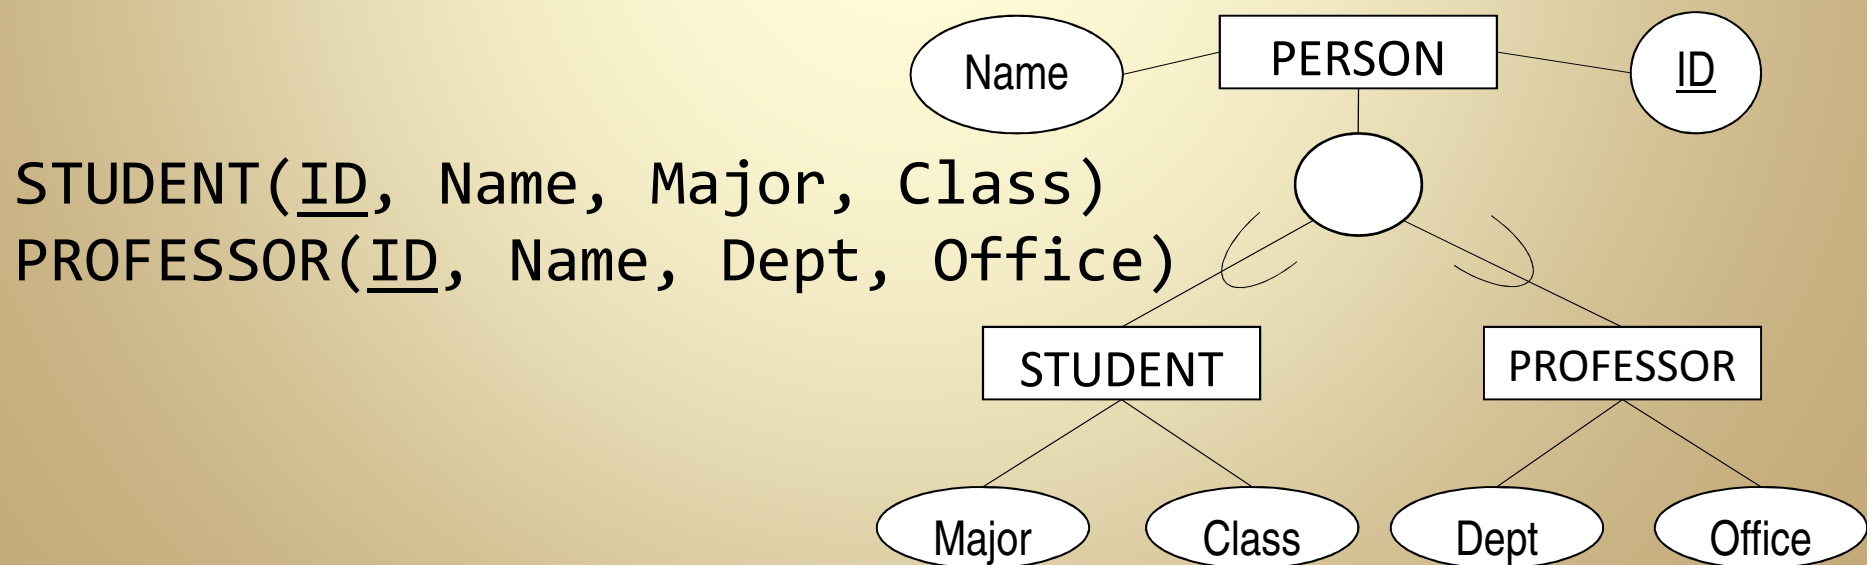 Name PERSON ID
STUDENT(ID, Name, Major, Class)
PROFESSOR(ID, Name, Dept, Office)
STUDENT PROFESSOR
Major Class Dept Office